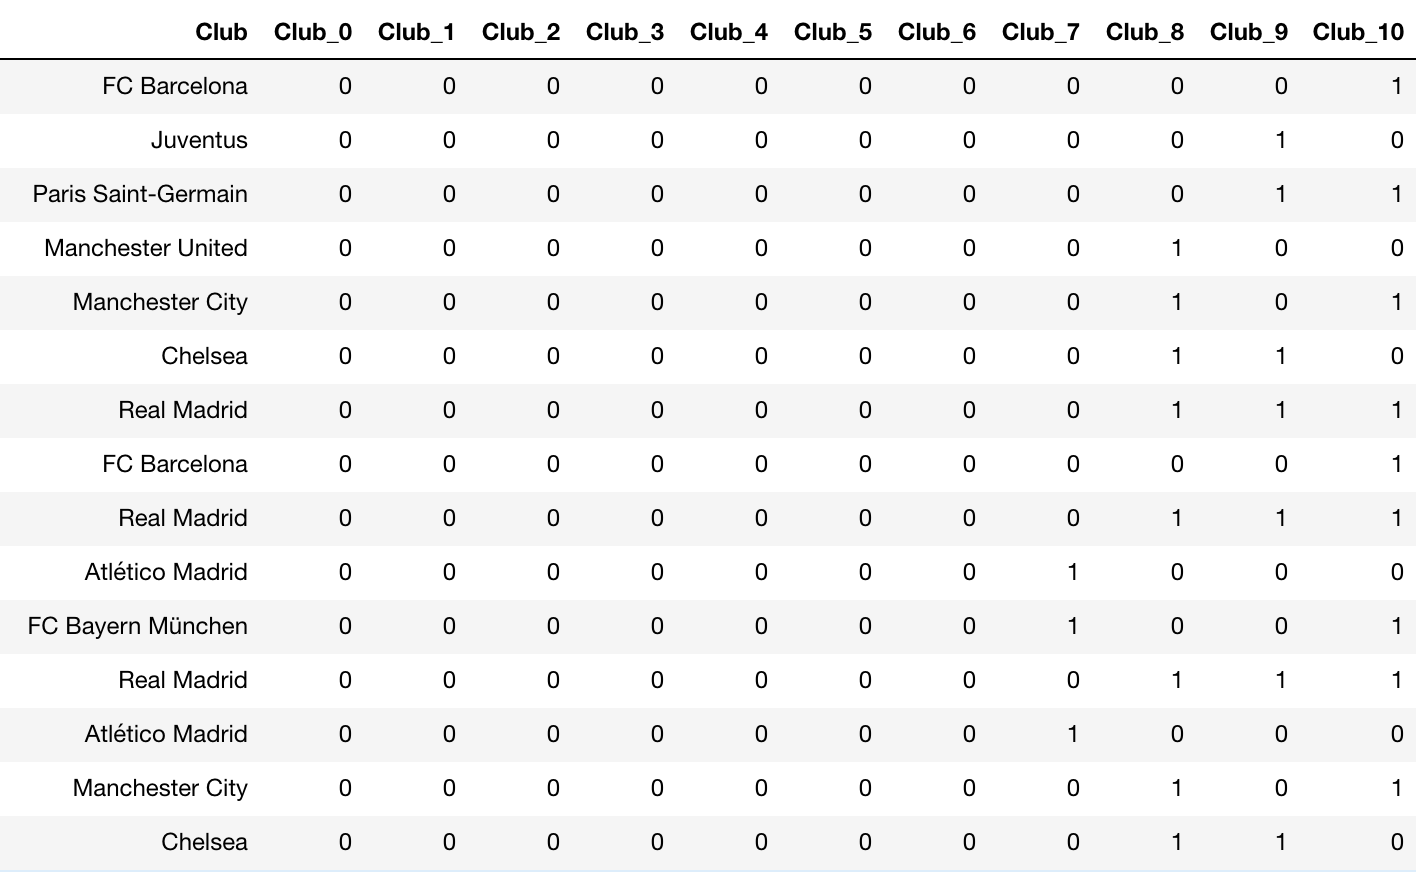 Club Club_0 Club_1 Club_2 Club_3 Club_4 Club_5 Club_6 Club_7 Club_8 Club_9 Club_10
FC Barcelona 0 0 0 0 0 0 0 0 0 0 1
Juventus 0 0 0 0 0 0 0 0 0 1 0
Paris Saint-Germain 0 0 0 0 0 0 0 0 0 1 1
Manchester United 0 0 0 0 0 0 0 0 1 0 0
Manchester City 0 0 0 0 0 0 0 0 1 0 1
Chelsea 0 0 0 0 0 0 0 0 1 1 0
Real Madrid 0 0 0 0 0 0 0 0 1 1 1
FC Barcelona 0 0 0 0 0 0 0 0 0 0 1
Real Madrid 0 0 0 0 0 0 0 0 1 1 1
Atlético Madrid 0 0 0 0 0 0 0 1 0 0 0
FC Bayern München 0 0 0 0 0 0 0 1 0 0 1
Real Madrid 0 0 0 0 0 0 0 0 1 1 1
Atlético Madrid 0 0 0 0 0 0 0 1 0 0 0
Manchester City 0 0 0 0 0 0 0 0 1 0 1
Chelsea 0 0 0 0 0 0 0 0 1 1 0